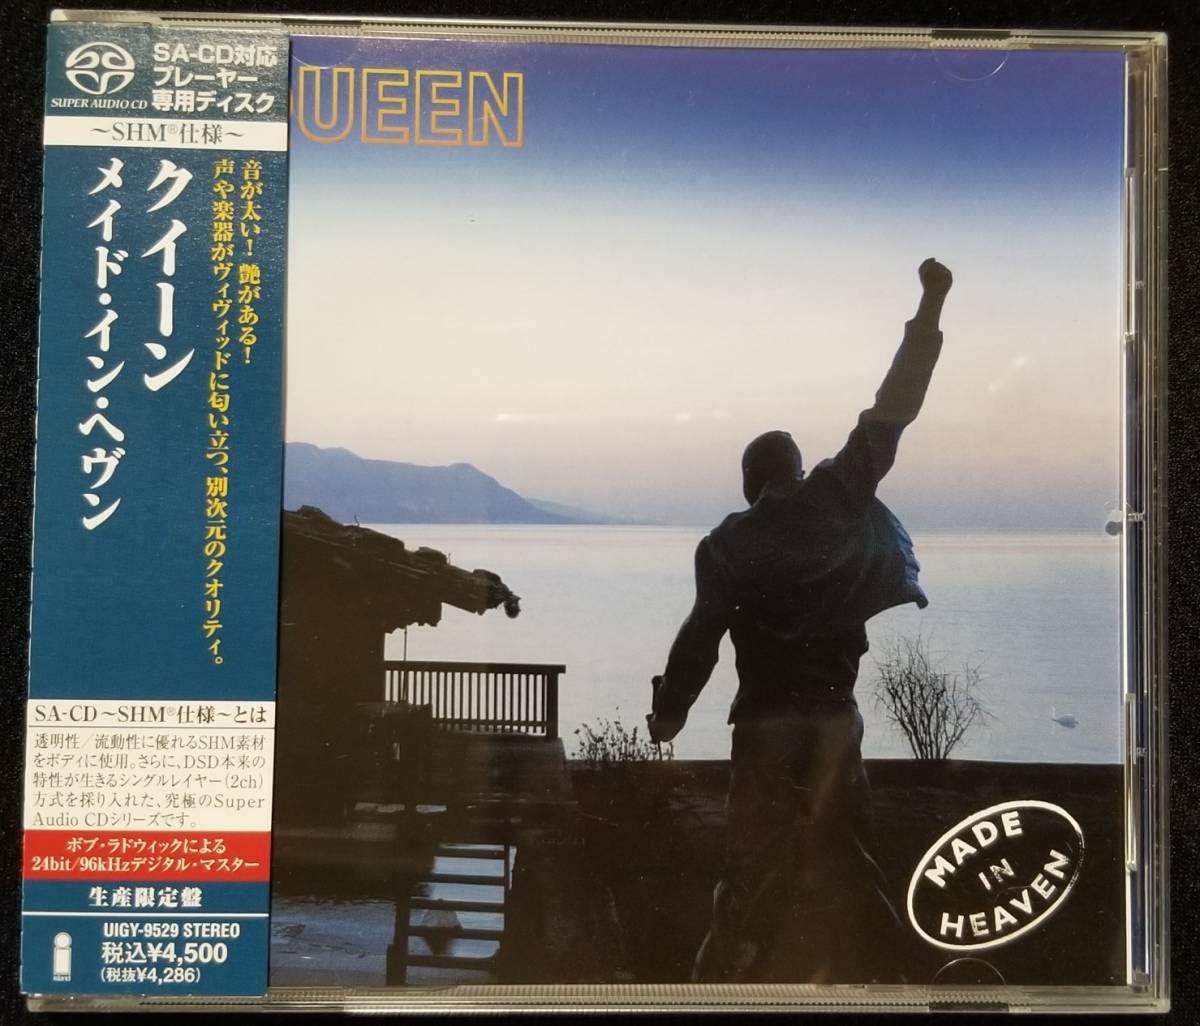 SUPER AUDIO CD
SA-CD対応
プレーヤー
専用ディスク
～SHM®仕様～
音が太い！艶がある！
声や楽器がヴィヴィッドに匂い立つ、別次元のクオリティ。
クイーン
メイド・イン・ヘヴン
SA-CD～SHM®仕様～とは
透明性／流動性に優れるSHM素材
をボディに使用。さらに、DSD本来の
特性が生きるシングルレイヤー（2ch）
方式を採り入れた、究極のSuper
Audio CDシリーズです。
ボブ・ラドウィックによる
24bit/96kHzデジタル・マスター
生産限定盤
UIGY-9529 STEREO
税込¥4,500
(税抜¥4,286)
QUEEN
MADE
IN
HEAVEN